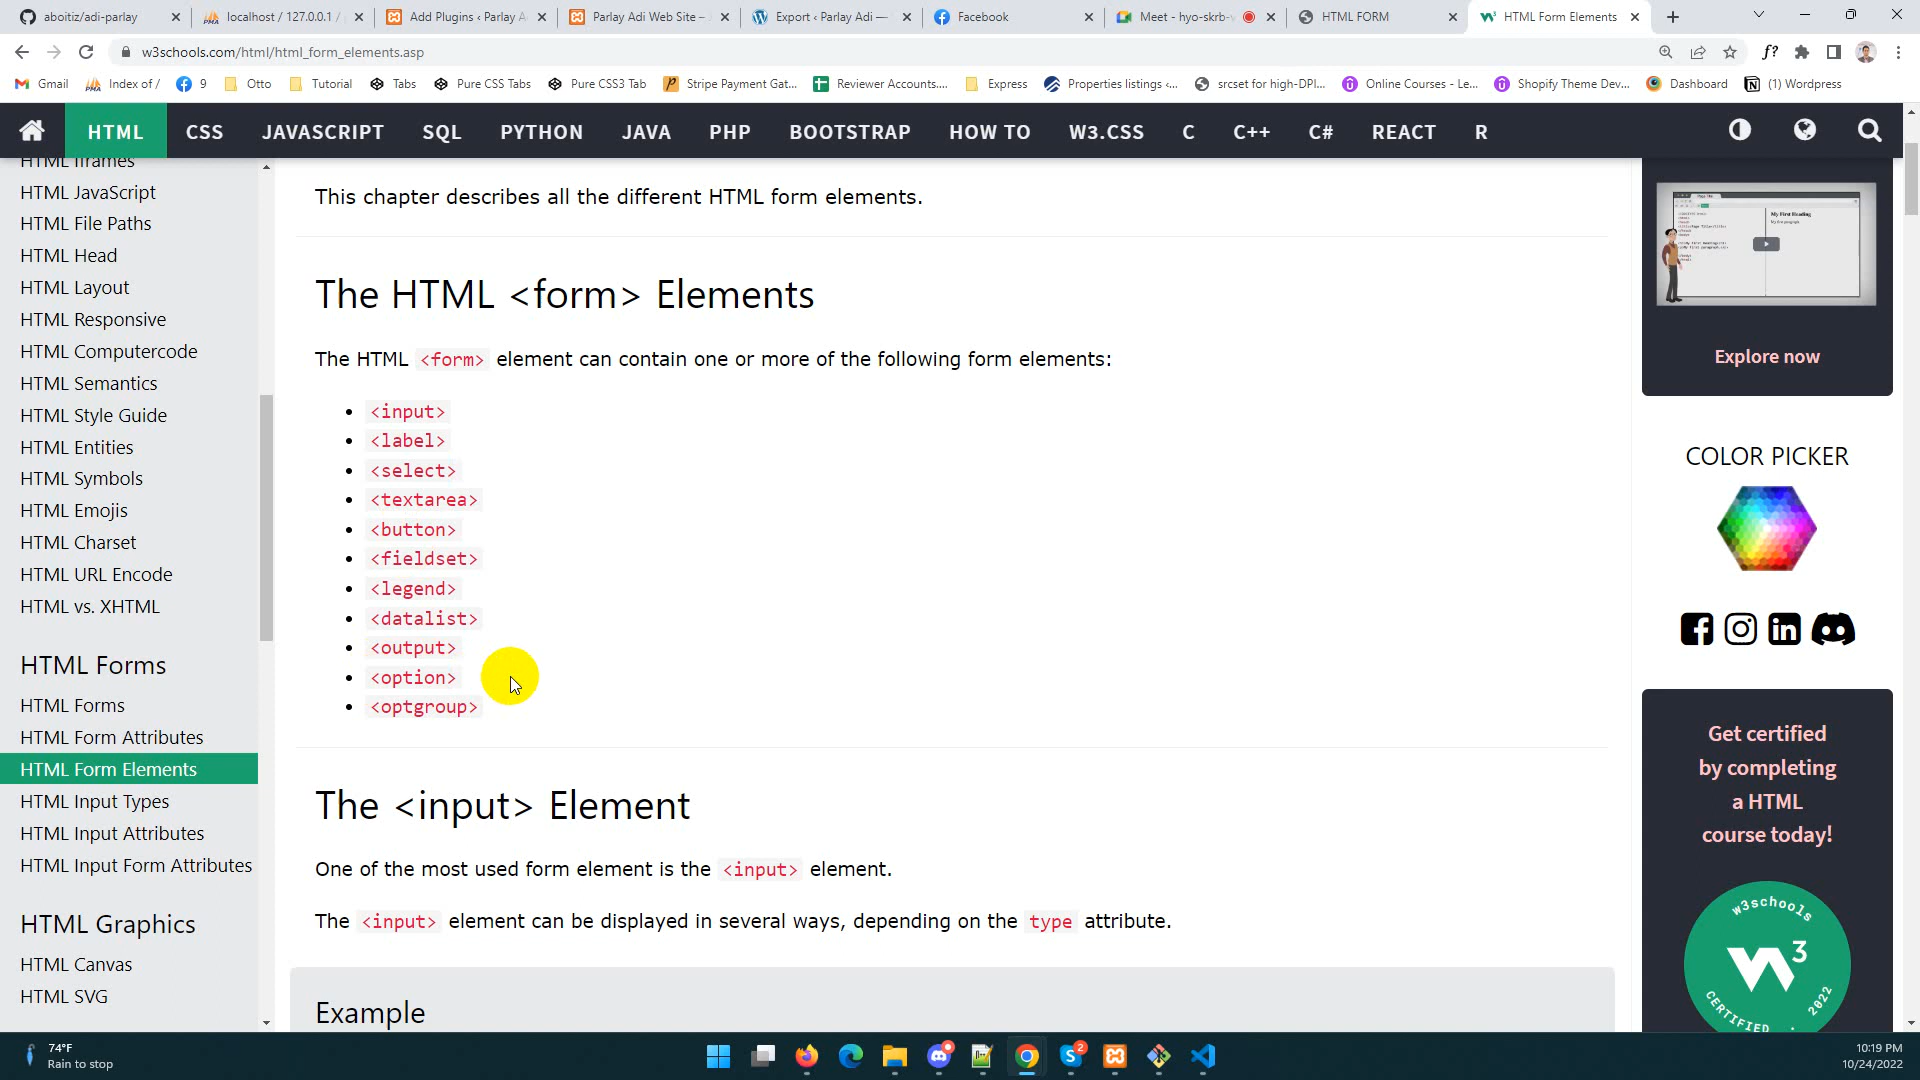 aboitiz/adi-parlay
localhost / 127.0.0.1 /
Add Plugins ‹ Parlay A
Parlay Adi Web Site –
Export ‹ Parlay Adi —
Facebook
Meet - hyo-skrb-
HTML FORM
HTML Form Elements
w3schools.com/html/html_form_elements.asp
Gmail
Index of /
9
Otto
Tutorial
Tabs
Pure CSS Tabs
Pure CSS3 Tab
Stripe Payment Gat...
Reviewer Accounts....
Express
Properties listings ‹...
srcset for high-DPI...
Online Courses - Le...
Shopify Theme Dev...
Dashboard
(1) Wordpress
HTML
CSS
JAVASCRIPT
SQL
PYTHON
JAVA
PHP
BOOTSTRAP
HOW TO
W3.CSS
C
C++
C#
REACT
R
HTML Iframes
HTML JavaScript
HTML File Paths
HTML Head
HTML Layout
HTML Responsive
HTML Computercode
HTML Semantics
HTML Style Guide
HTML Entities
HTML Symbols
HTML Emojis
HTML Charset
HTML URL Encode
HTML vs. XHTML
HTML Forms
HTML Forms
HTML Form Attributes
HTML Form Elements
HTML Input Types
HTML Input Attributes
HTML Input Form Attributes
HTML Graphics
HTML Canvas
HTML SVG
This chapter describes all the different HTML form elements.
The HTML <form> Elements
The HTML <form> element can contain one or more of the following form elements:
• <input>
• <label>
• <select>
• <textarea>
• <button>
• <fieldset>
• <legend>
• <datalist>
• <output>
• <option>
• <optgroup>
The <input> Element
One of the most used form element is the <input> element.
The <input> element can be displayed in several ways, depending on the type attribute.
Example
My First Heading
Explore now
COLOR PICKER
Get certified
by completing
a HTML
course today!
w3schools
3
CERTIFIED . 2022
74°F
Rain to stop
2
10:19 PM
10/24/2022